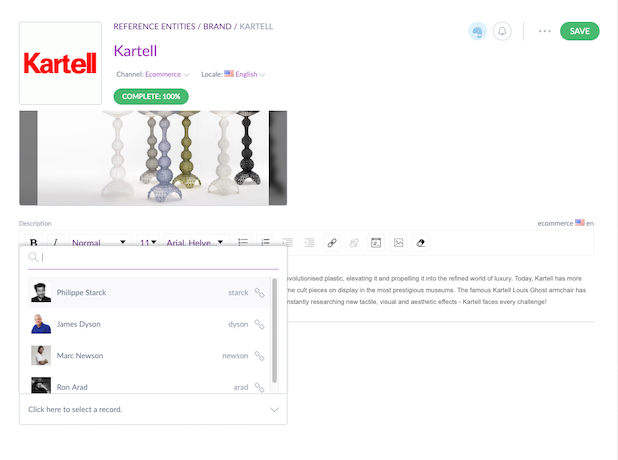 REFERENCE ENTITIES / BRAND / KARTELL
SAVE
Kartell
Kartell
Channel: Ecommerce
Locale: English
COMPLETE: 100%
Description
ecommerce en
B I Normal 11 Arial, Helve
evolutionised plastic, elevating it and propelling it into the refined world of luxury. Today, Kartell has more
me cult pieces on display in the most prestigious museums. The famous Kartell Louis Ghost armchair has
nstantly researching new tactile, visual and aesthetic effects - Kartell faces every challenge!
Philippe Starck starck
James Dyson dyson
Marc Newson newson
Ron Arad arad
Click here to select a record.